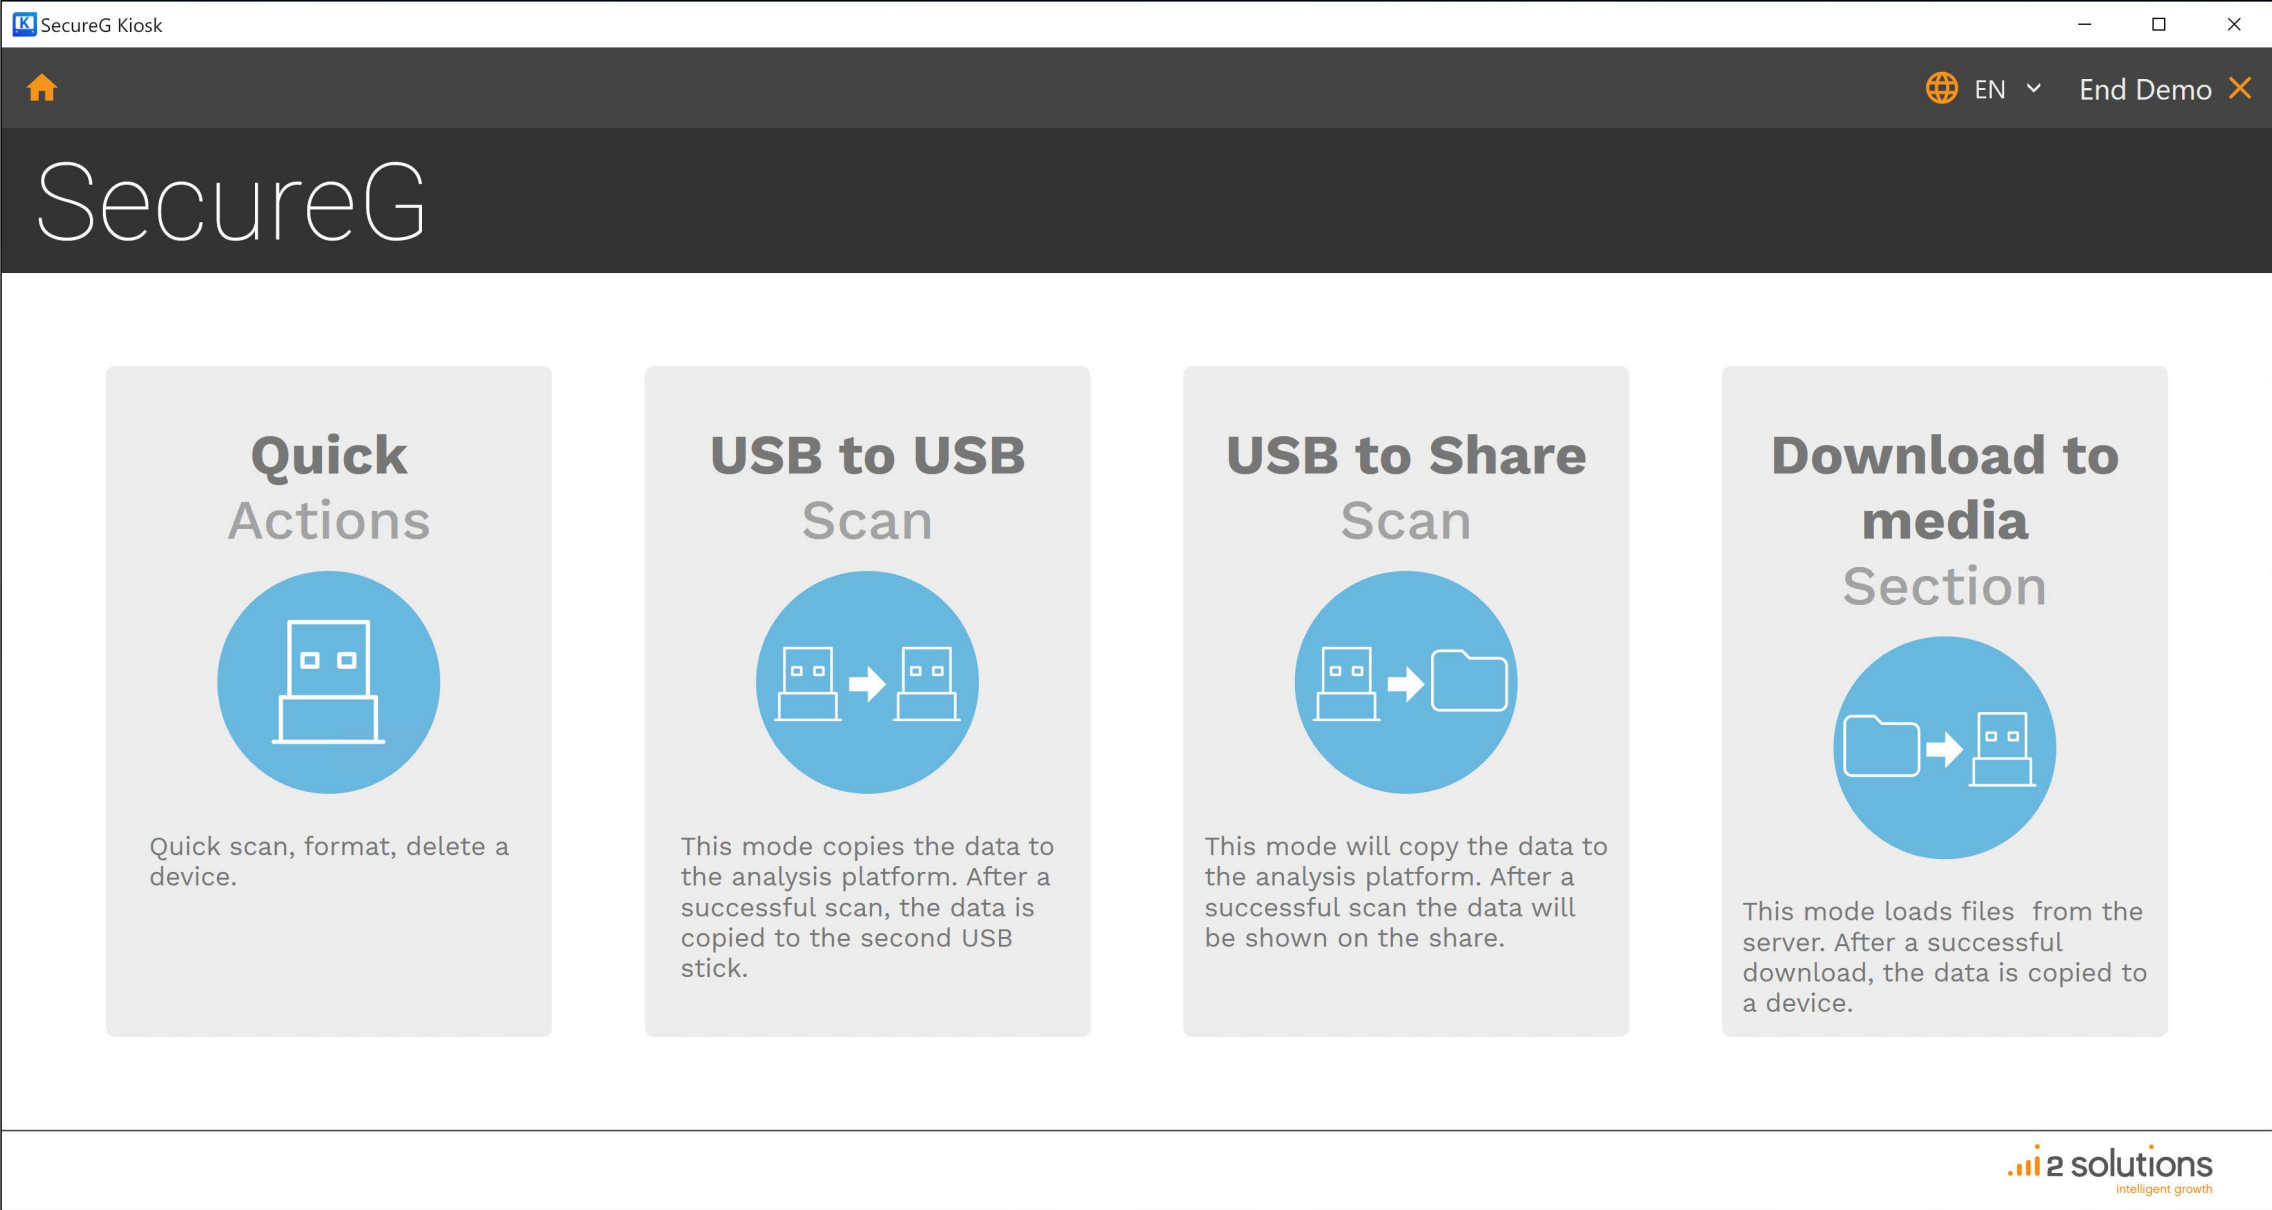 K SecureG Kiosk
EN
End Demo
SecureG
Quick
Actions
Quick scan, format, delete a
device.
USB to USB
Scan
This mode copies the data to
the analysis platform. After a
successful scan, the data is
copied to the second USB
stick.
USB to Share
Scan
This mode will copy the data to
the analysis platform. After a
successful scan the data will
be shown on the share.
Download to
media
Section
This mode loads files  from the
server. After a successful
download, the data is copied to
a device.
i2 solutions
intelligent growth